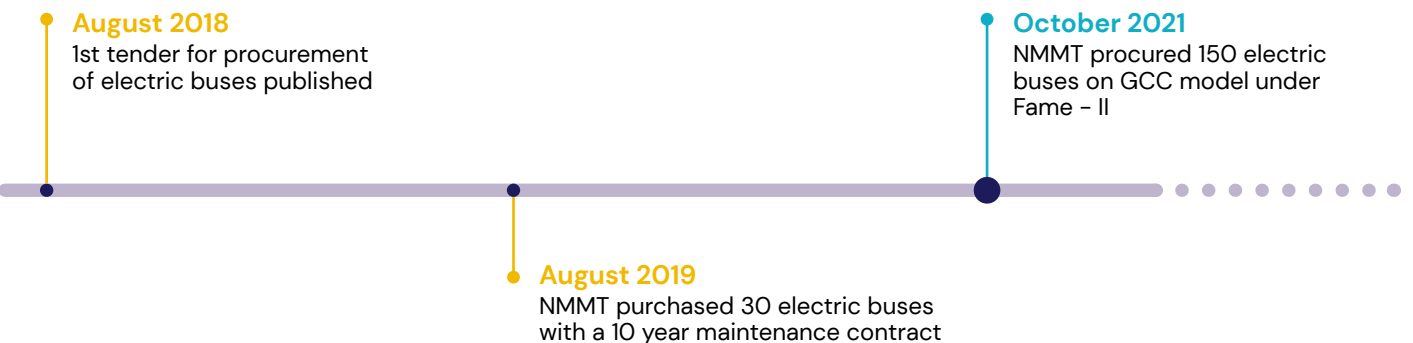 August 2018
1st tender for procurement
of electric buses published
October 2021
NMMT procured 150 electric
buses on GCC model under
Fame - II
August 2019
NMMT purchased 30 electric buses
with a 10 year maintenance contract